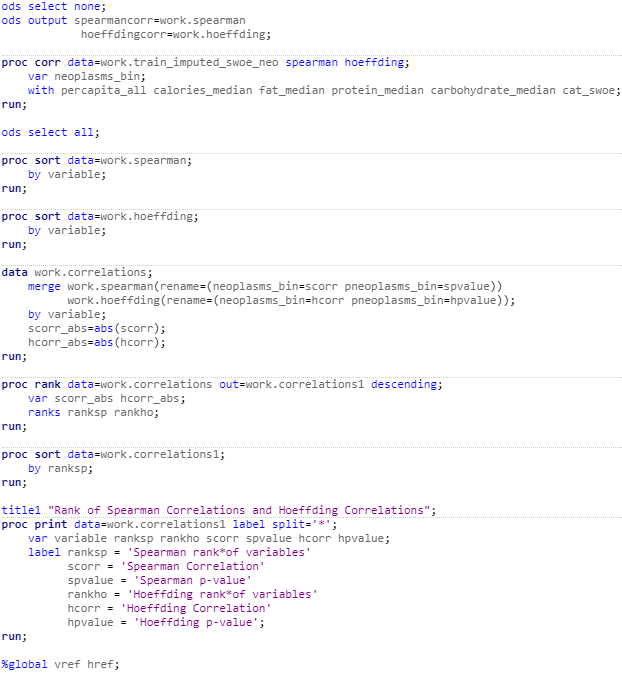 ods select none;
ods output spearmancorr=work.spearman
hoeffdingcorr=work.hoeffding;
proc corr data=work.train_imputed_swoe_neo spearman hoeffding;
var neoplasms_bin;
with percapita_all calories_median fat_median protein_median carbohydrate_median cat_swoe;
run;
ods select all;
proc sort data=work.spearman;
by variable;
run;
proc sort data=work.hoeffding;
by variable;
run;
data work.correlations;
merge work.spearman(rename=(neoplasms_bin=scorr pneoplasms_bin=spvalue))
work.hoeffding(rename=(neoplasms_bin=hcorr pneoplasms_bin=hpvalue));
by variable;
scorr_abs=abs(scorr);
hcorr_abs=abs(hcorr);
run;
proc rank data=work.correlations out=work.correlations1 descending;
var scorr_abs hcorr_abs;
ranks ranksp rankho;
run;
proc sort data=work.correlations1;
by ranksp;
run;
title1 "Rank of Spearman Correlations and Hoeffding Correlations";
proc print data=work.correlations1 label split='*';
var variable ranksp rankho scorr spvalue hcorr hpvalue;
label ranksp = 'Spearman rank*of variables'
scorr = 'Spearman Correlation'
spvalue = 'Spearman p-value'
rankho = 'Hoeffding rank*of variables'
hcorr = 'Hoeffding Correlation'
hpvalue = 'Hoeffding p-value';
run;
%global vref href;